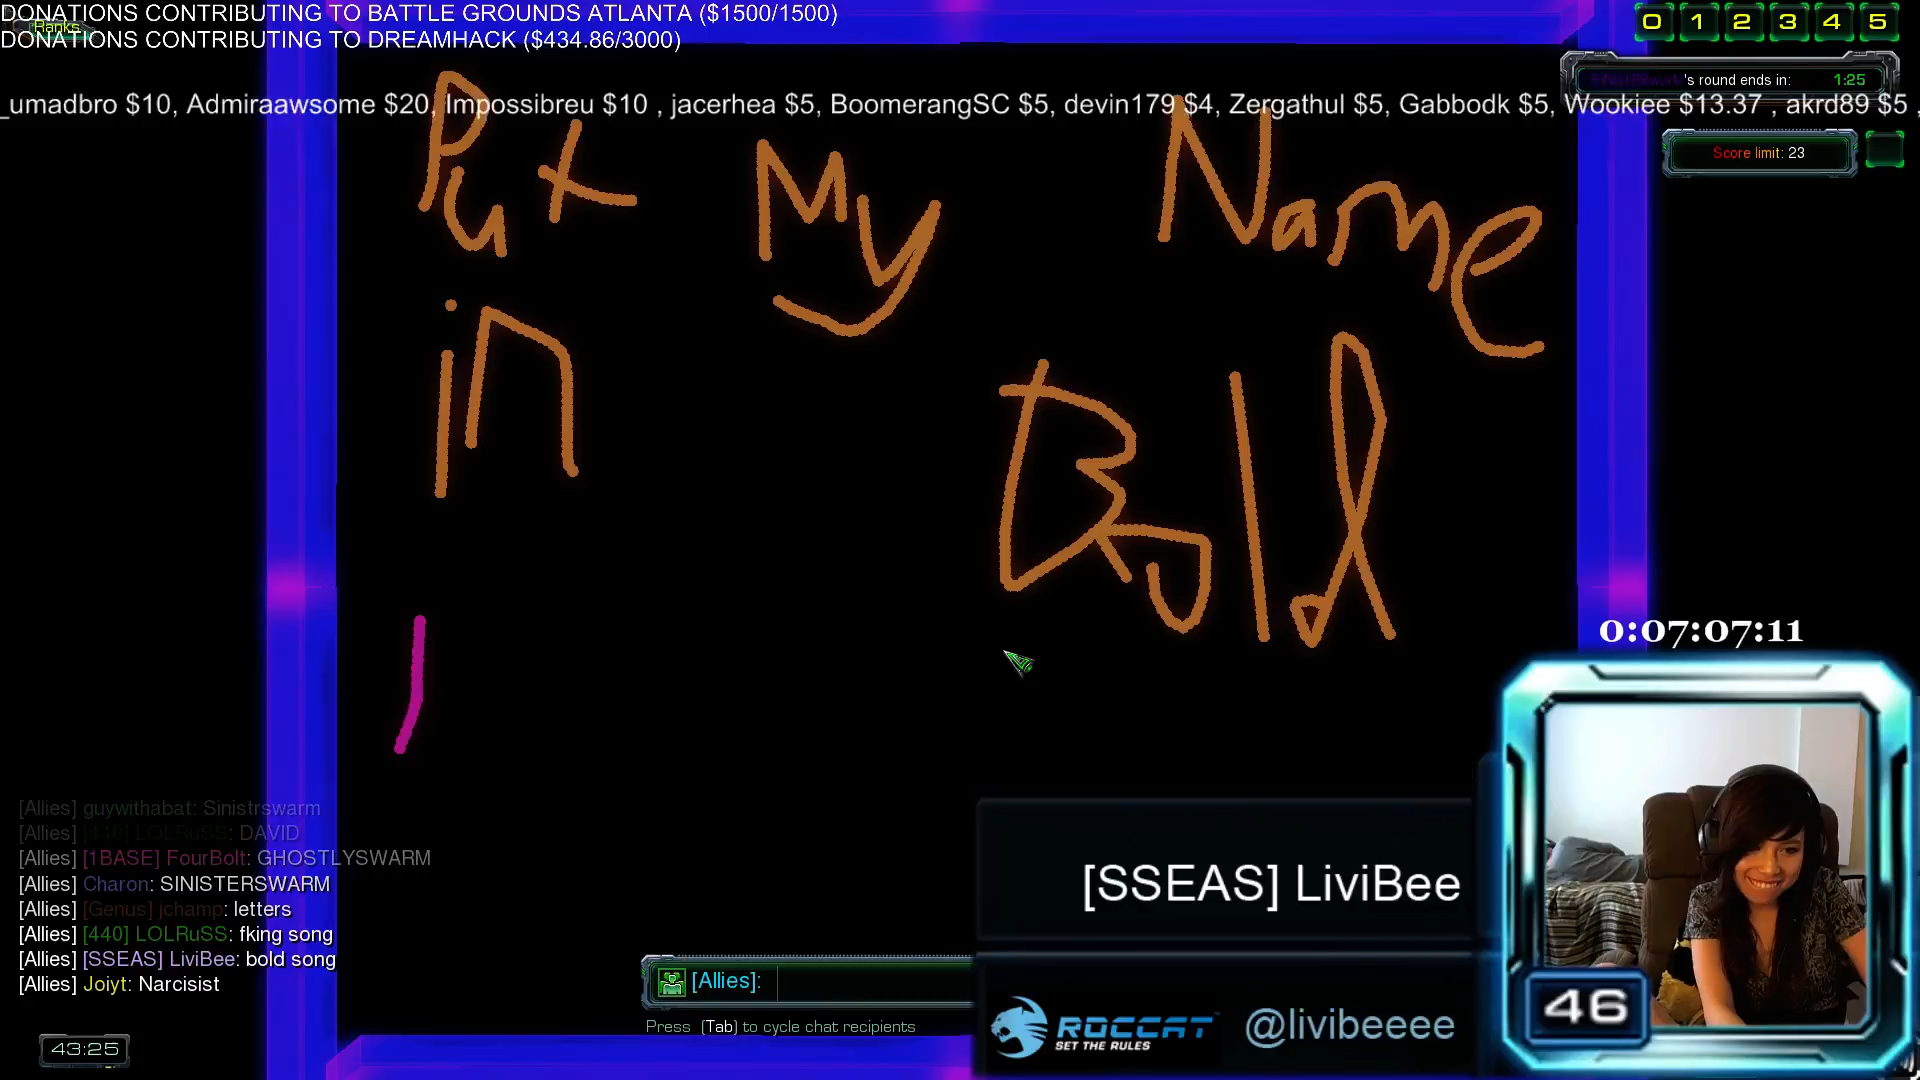 DONATIONS CONTRIBUTING TO BATTLE GROUNDS ATLANTA ($1500/1500)
Ranks
DONATIONS CONTRIBUTING TO DREAMHACK ($434.86/3000)
0 1 2 3 4 5
's round ends in: 1:25
_umadbro $10, Admiraawsome $20, Impossibreu $10 , jacerhea $5, BoomerangSC $5, devin179 $4, Zergathul $5, Gabbodk $5, Wookiee $13.37 , akrd89 $5 ,
Score limit: 23
Put My Name
in Bold
0:07:07:11
[Allies] guywithabat: Sinistrswarm
[Allies] [440] LOLRuSS: DAVID
[Allies] [1BASE] FourBolt: GHOSTLYSWARM
[Allies] Charon: SINISTERSWARM
[Allies] [Genus] jchamp: letters
[Allies] [440] LOLRuSS: fking song
[Allies] [SSEAS] LiviBee: bold song
[Allies] Joiyt: Narcisist
[SSEAS] LiviBee
[Allies]:
Press (Tab) to cycle chat recipients
ROCCAT
SET THE RULES
@livibeeee
46
43:25